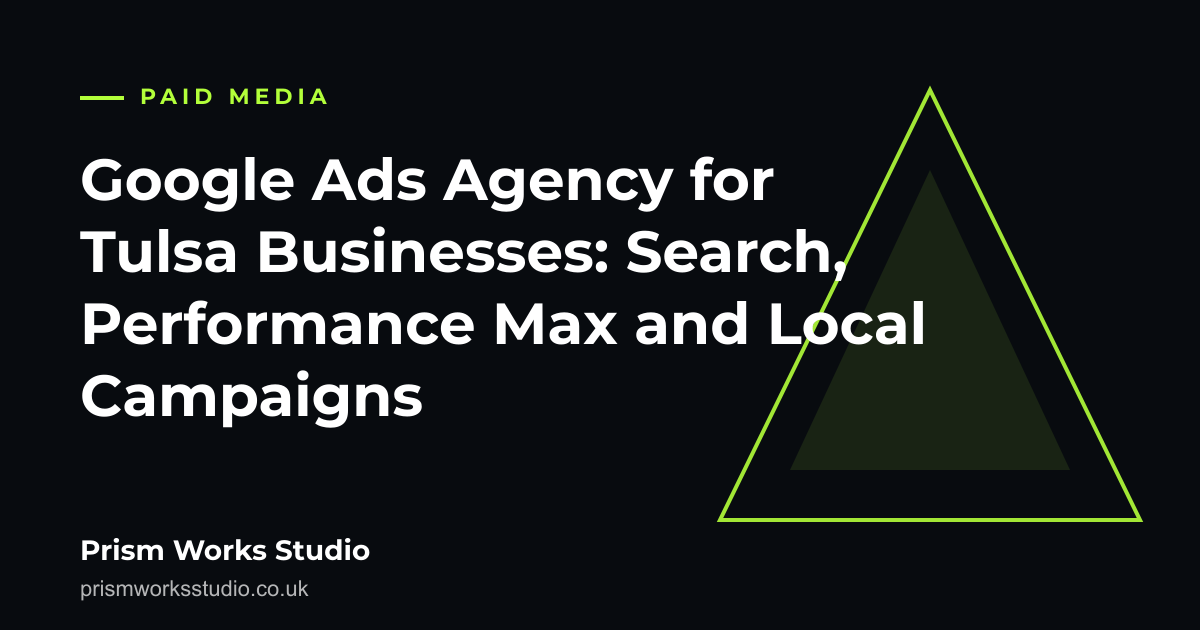 PAID MEDIA
Google Ads Agency for
Tulsa Businesses: Search,
Performance Max and Local
Campaigns
Prism Works Studio
prismworksstudio.co.uk